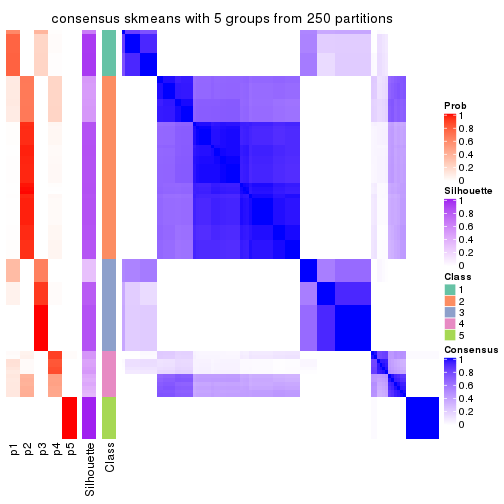 consensus skmeans with 5 groups from 250 partitions
Prob
1
0.8
0.6
0.4
0.2
0
Silhouette
1
0.8
0.6
0.4
0.2
0
Class
1
2
3
4
5
Consensus
1
0.8
0.6
0.4
0.2
0
p1
p2
p3
p4
p5
Silhouette
Class